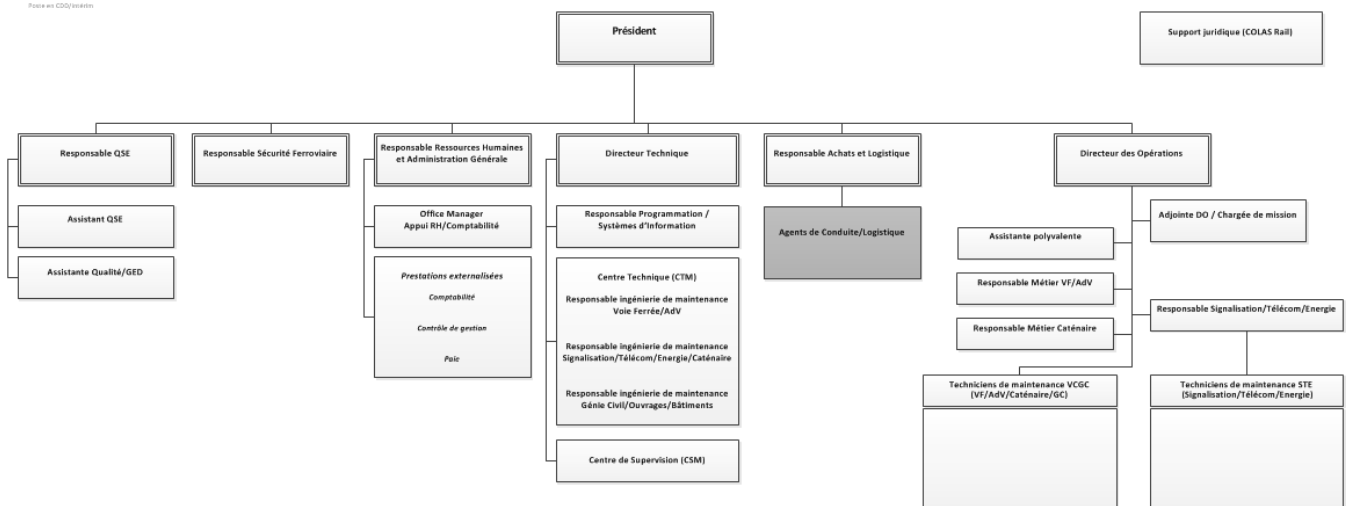 Poste en CDD/Intérim
Président
Support juridique (COLAS Rail)
Responsable QSE
Responsable Sécurité Ferroviaire
Responsable Ressources Humaines
et Administration Générale
Directeur Technique
Responsable Achats et Logistique
Directeur des Opérations
Assistant QSE
Assistante Qualité/GED
Office Manager
Appui RH/Comptabilité
Prestations externalisées
Comptabilité
Contrôle de gestion
Paie
Responsable Programmation /
Systèmes d'Information
Centre Technique (CTM)
Responsable ingénierie de maintenance
Voie Ferrée/AdV
Responsable ingénierie de maintenance
Signalisation/Télécom/Energie/Caténaire
Responsable ingénierie de maintenance
Génie Civil/Ouvrages/Bâtiments
Centre de Supervision (CSM)
Agents de Conduite/Logistique
Adjointe DO / Chargée de mission
Assistante polyvalente
Responsable Métier VF/AdV
Responsable Signalisation/Télécom/Energie
Responsable Métier Caténaire
Techniciens de maintenance VCGC
(VF/AdV/Caténaire/GC)
Techniciens de maintenance STE
(Signalisation/Télécom/Energie)